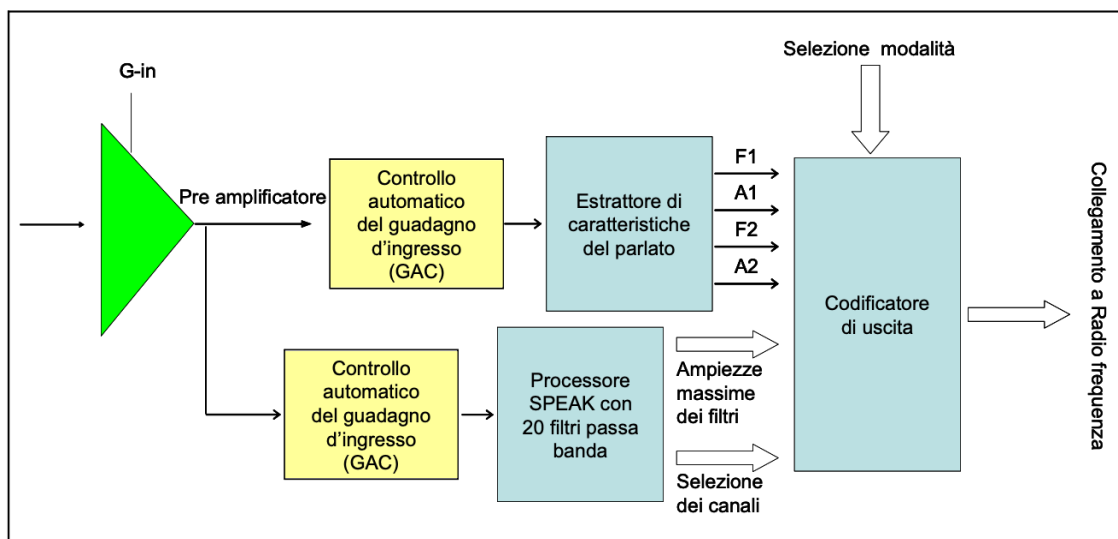 Selezione modalità
G-in
Pre amplificatore
Controllo
automatico
del guadagno
d'ingresso
(GAC)
Estrattore di
caratteristiche
del parlato
F1
A1
F2
A2
Codificatore
di uscita
Collegamento a Radio frequenza
Controllo
automatico
del guadagno
d'ingresso
(GAC)
Processore
SPEAK con
20 filtri passa
banda
Ampiezze
massime
dei filtri
Selezione
dei canali